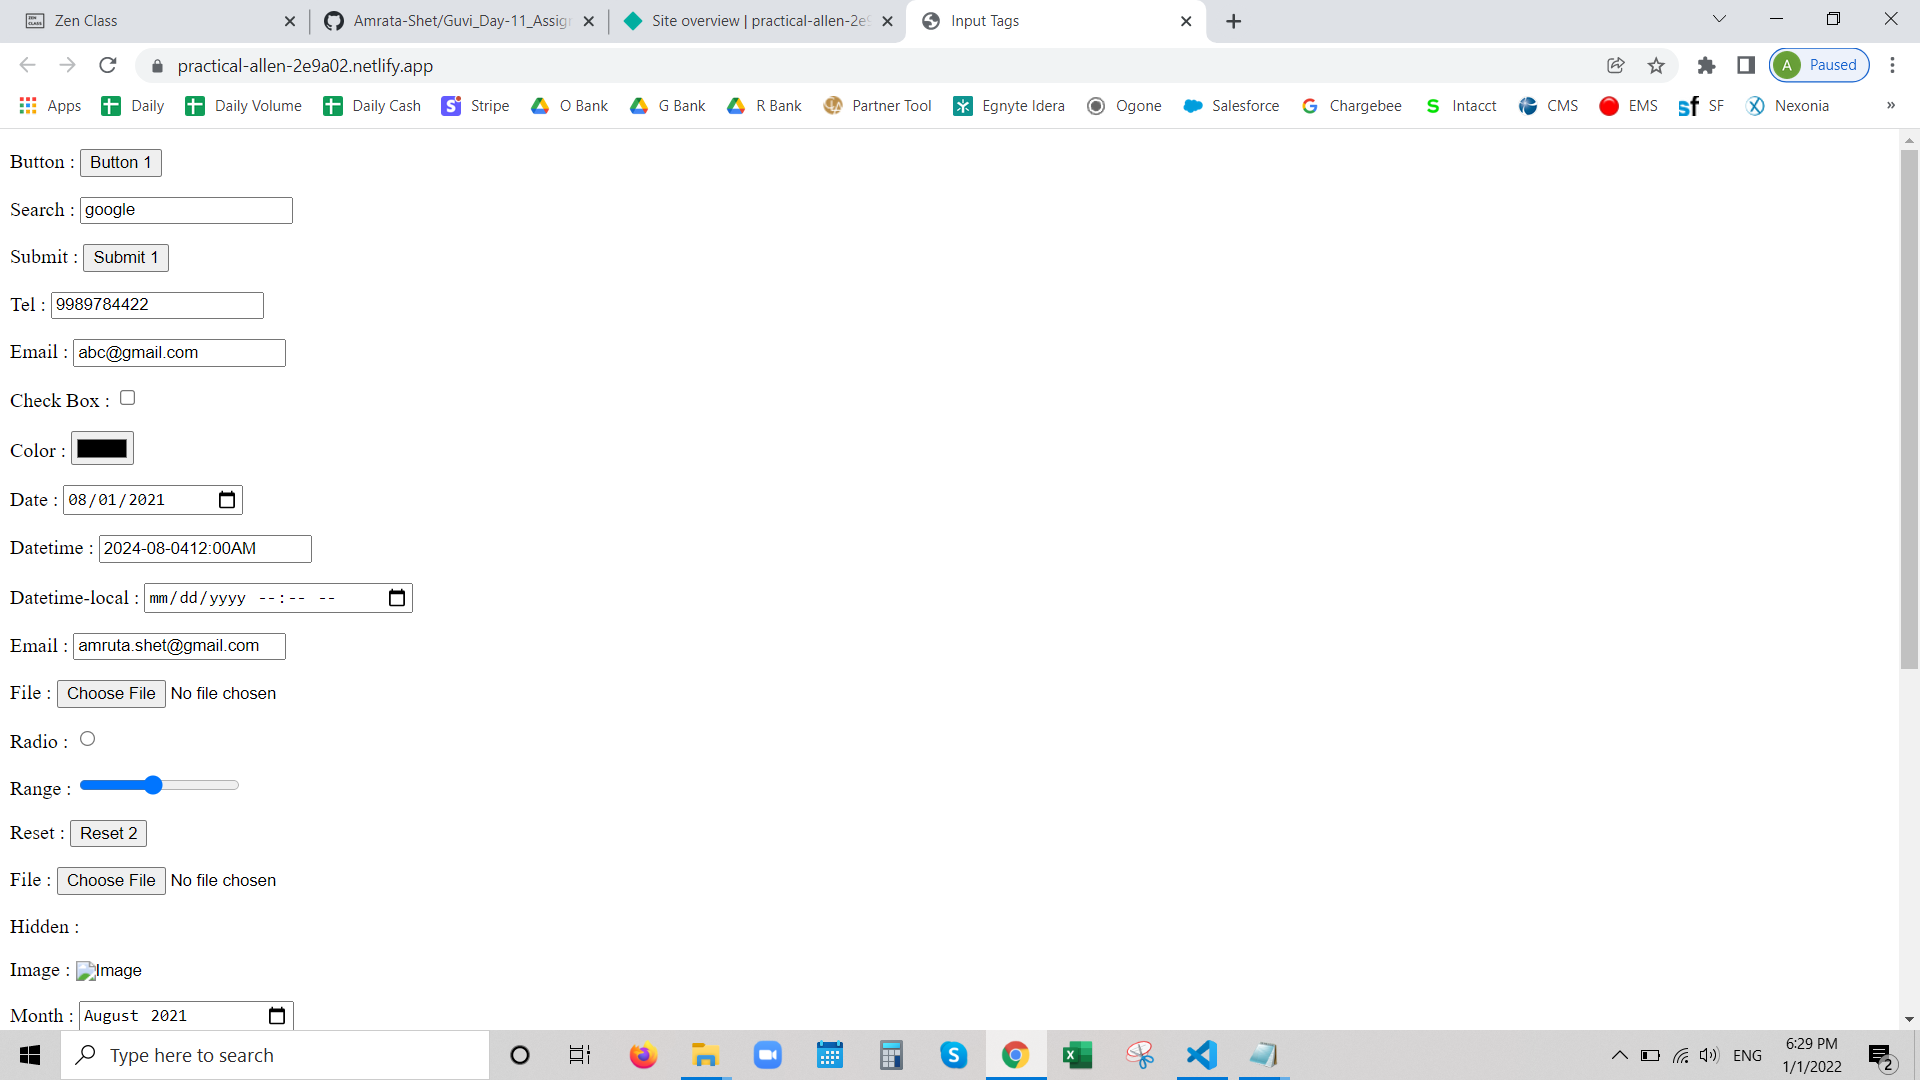 Zen Class
Amrata-Shet/Guvi_Day-11_Assign
Site overview | practical-allen-2e9
Input Tags
practical-allen-2e9a02.netlify.app
A Paused
Apps Daily Daily Volume Daily Cash Stripe O Bank G Bank R Bank Partner Tool Egnyte Idera Ogone Salesforce Chargebee Intacct CMS EMS SF Nexonia »
Button : Button 1
Search : google
Submit : Submit 1
Tel : 9989784422
Email : abc@gmail.com
Check Box :
Color :
Date : 08/01/2021
Datetime : 2024-08-0412:00AM
Datetime-local : mm/dd/yyyy --:-- --
Email : amruta.shet@gmail.com
File : Choose File No file chosen
Radio :
Range :
Reset : Reset 2
File : Choose File No file chosen
Hidden :
Image : Image
Month : August 2021
Type here to search
ENG
6:29 PM
1/1/2022
2